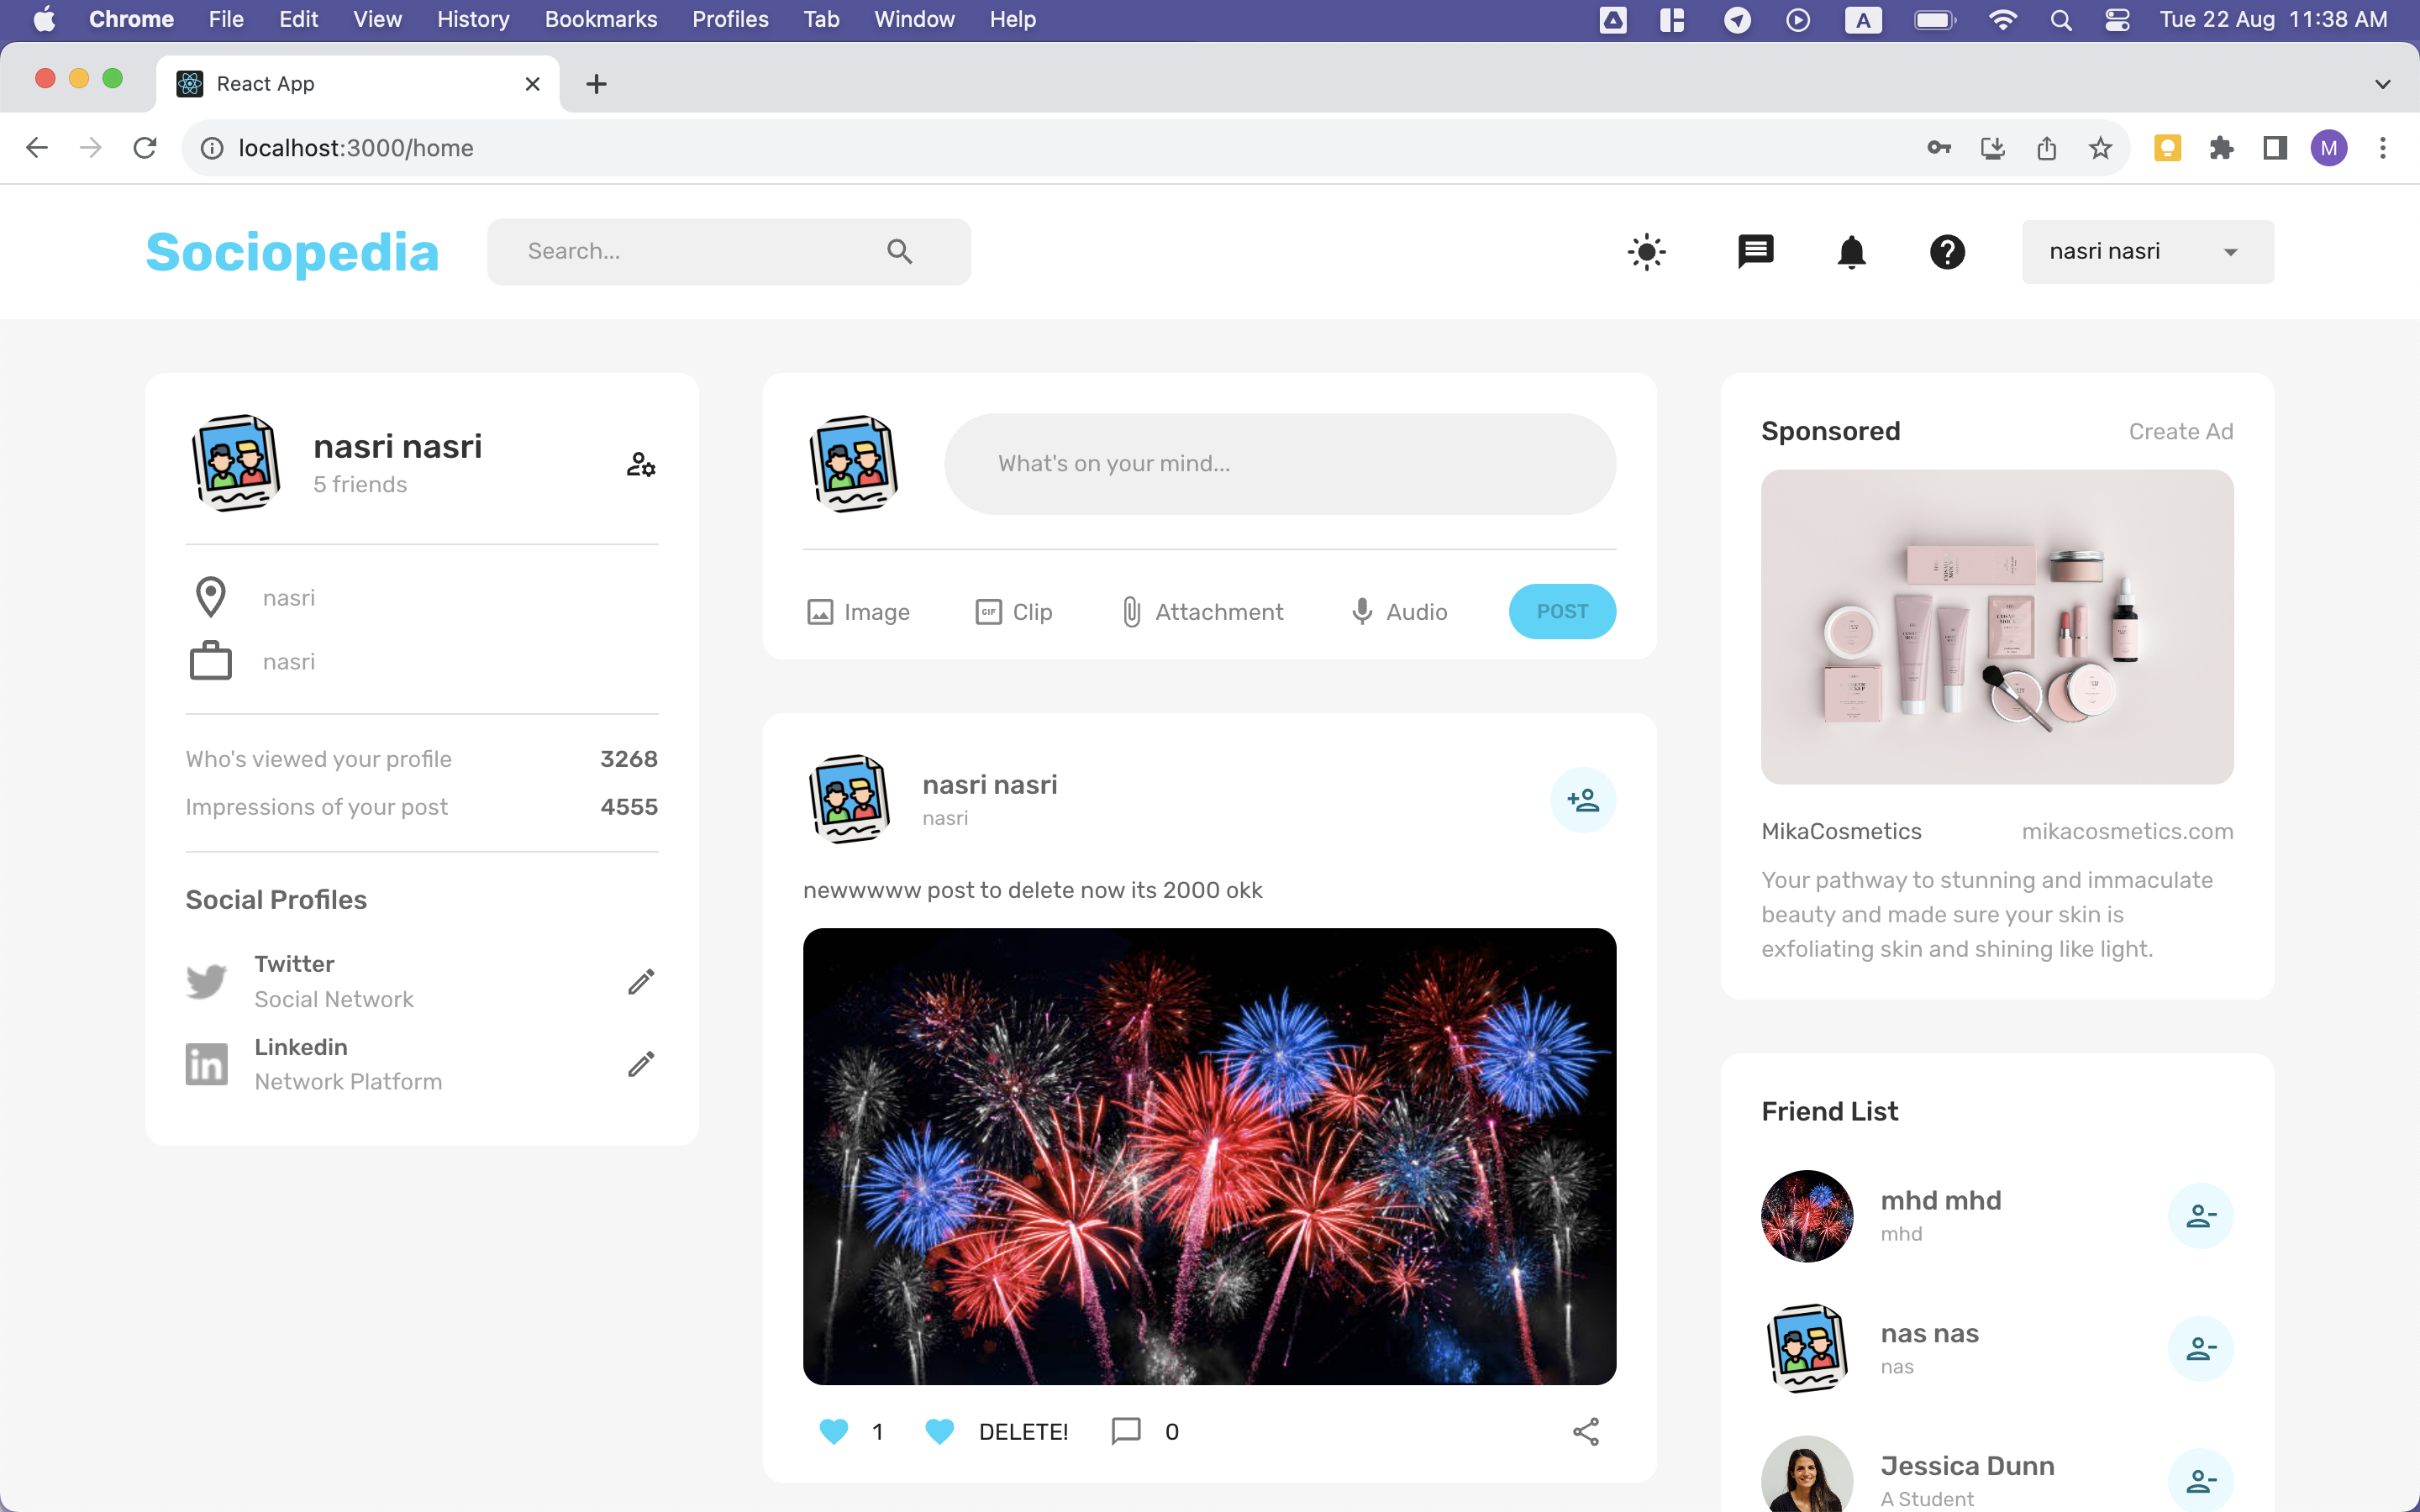 Chrome File Edit View History Bookmarks Profiles Tab Window Help A Tue 22 Aug 11:38 AM
React App
localhost:3000/home M
Sociopedia Search... nasri nasri
nasri nasri
5 friends
nasri
nasri
Who's viewed your profile 3268
Impressions of your post 4555
Social Profiles
Twitter
Social Network
Linkedin
Network Platform
What's on your mind...
Image GIF Clip Attachment Audio POST
nasri nasri
nasri
newwwww post to delete now its 2000 okk
1 DELETE! 0
Sponsored Create Ad
MikaCosmetics mikacosmetics.com
Your pathway to stunning and immaculate
beauty and made sure your skin is
exfoliating skin and shining like light.
Friend List
mhd mhd
mhd
nas nas
nas
Jessica Dunn
A Student